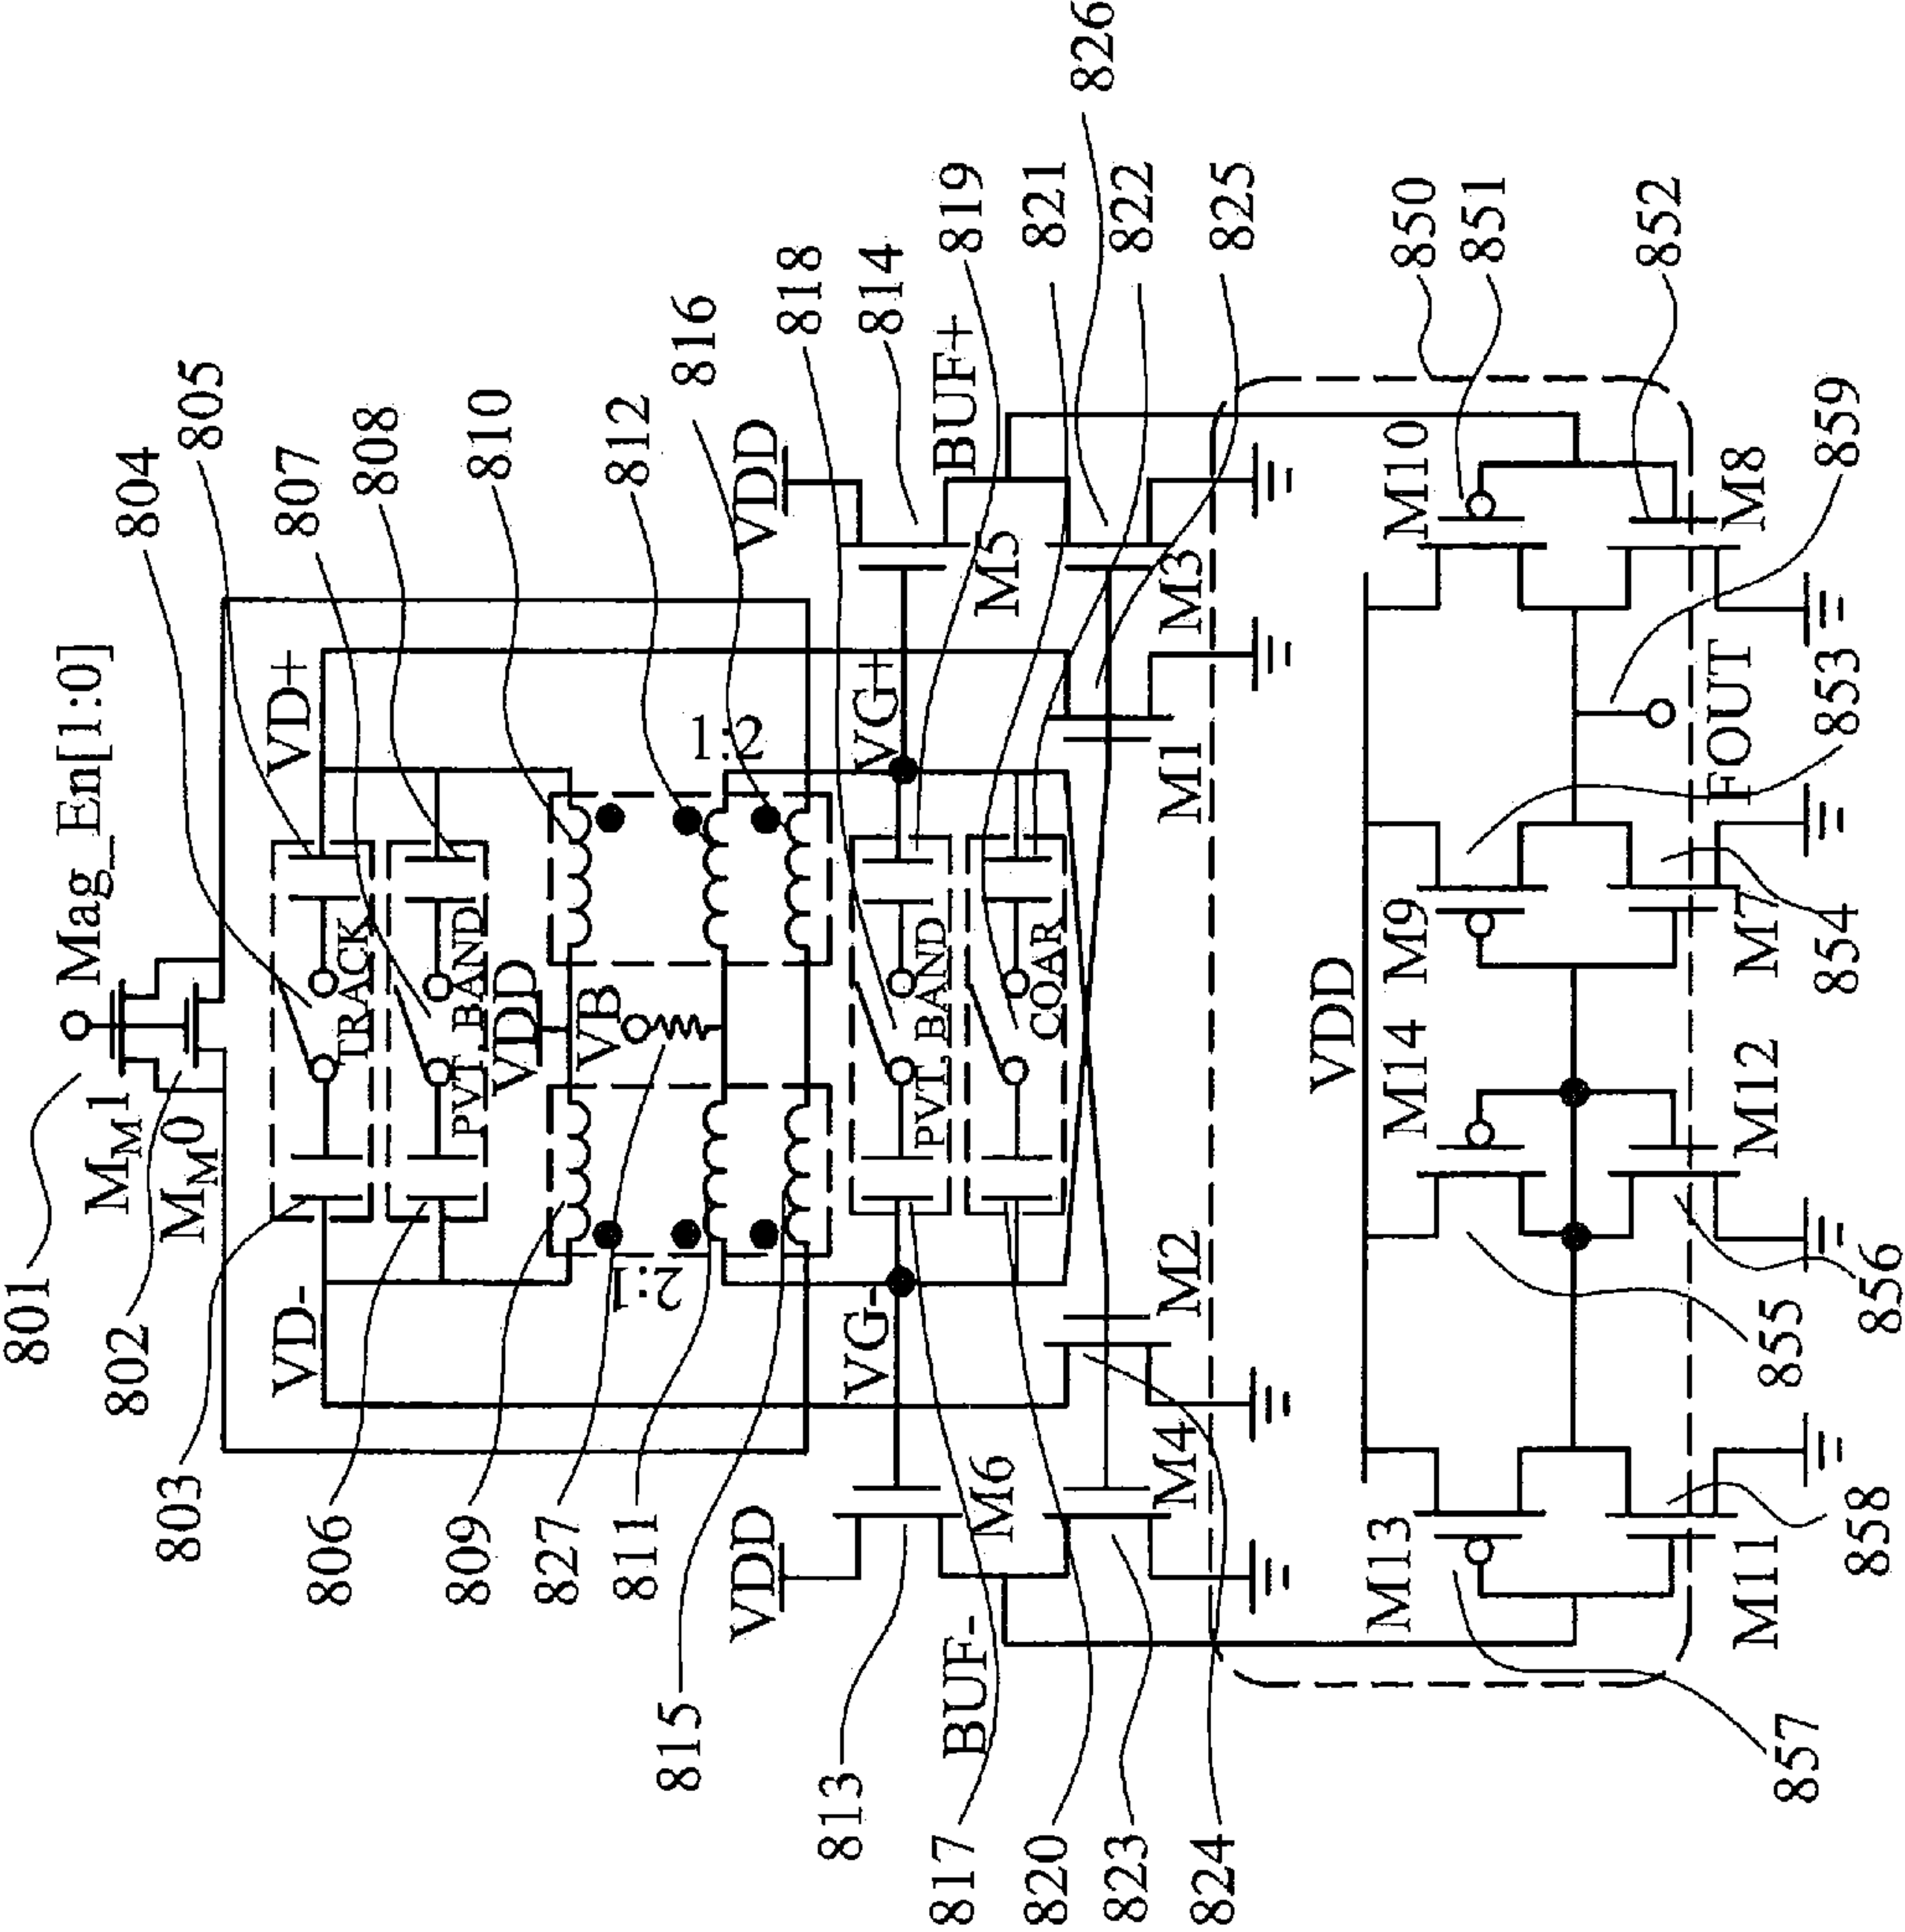 Mag_En[1:0]
801
M_M1
802
M_M0
803
804
805
VD-
VD+
TRACK
806
807
808
PVT_BAND
809
810
VDD
827
VB
811
812
1:2
1:2
815
816
VDD
VDD
813
818
814
VG-
VG+
PVT_BAND
817
819
BUF-
BUF+
M6
M5
COAR
820
821
823
822
826
M4
M2
M1
M3
824
825
VDD
850
M13
M14
M9
M10
851
857
855
853
852
FOUT
859
M11
M12
M7
M8
858
856
854